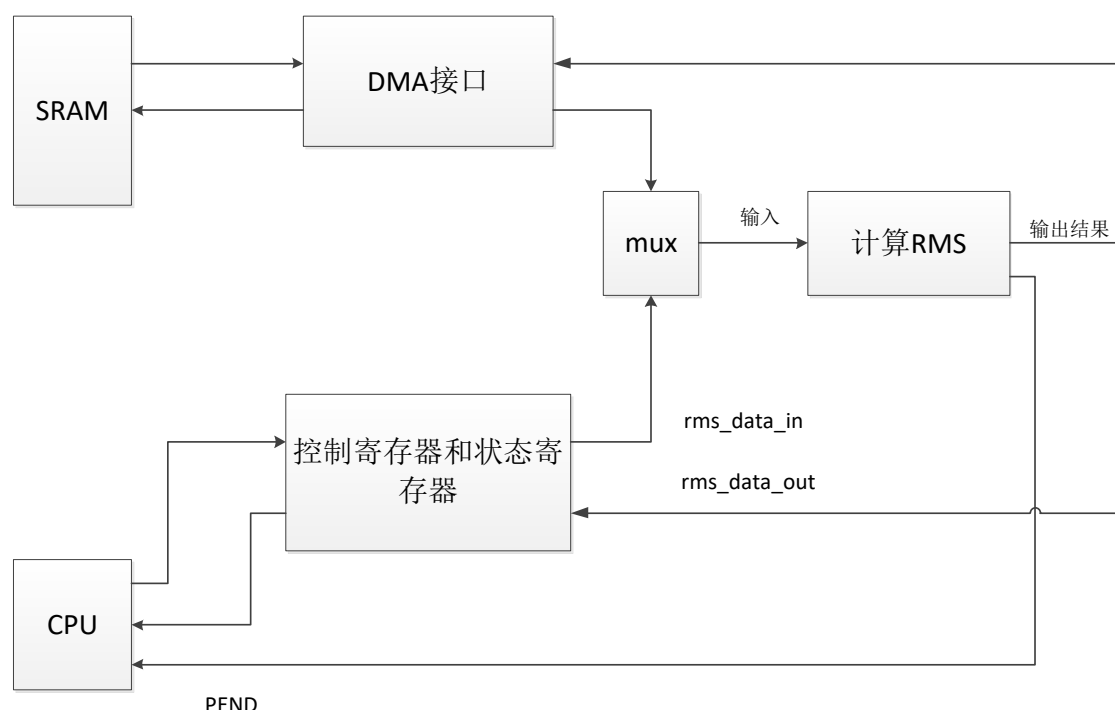 SRAM
DMA接口
mux
输入
计算RMS
输出结果
rms_data_in
控制寄存器和状态寄
存器
rms_data_out
CPU
PEND